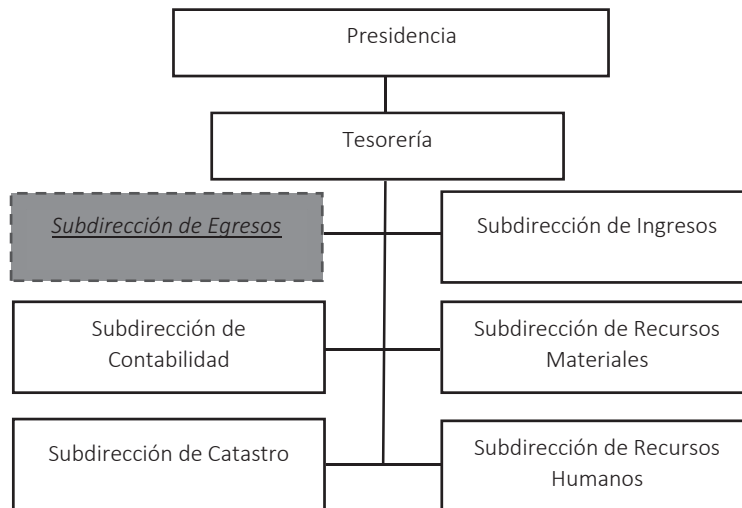 Presidencia
Tesorería
Subdirección de Egresos
Subdirección de Ingresos
Subdirección de
Contabilidad
Subdirección de Recursos
Materiales
Subdirección de Catastro
Subdirección de Recursos
Humanos